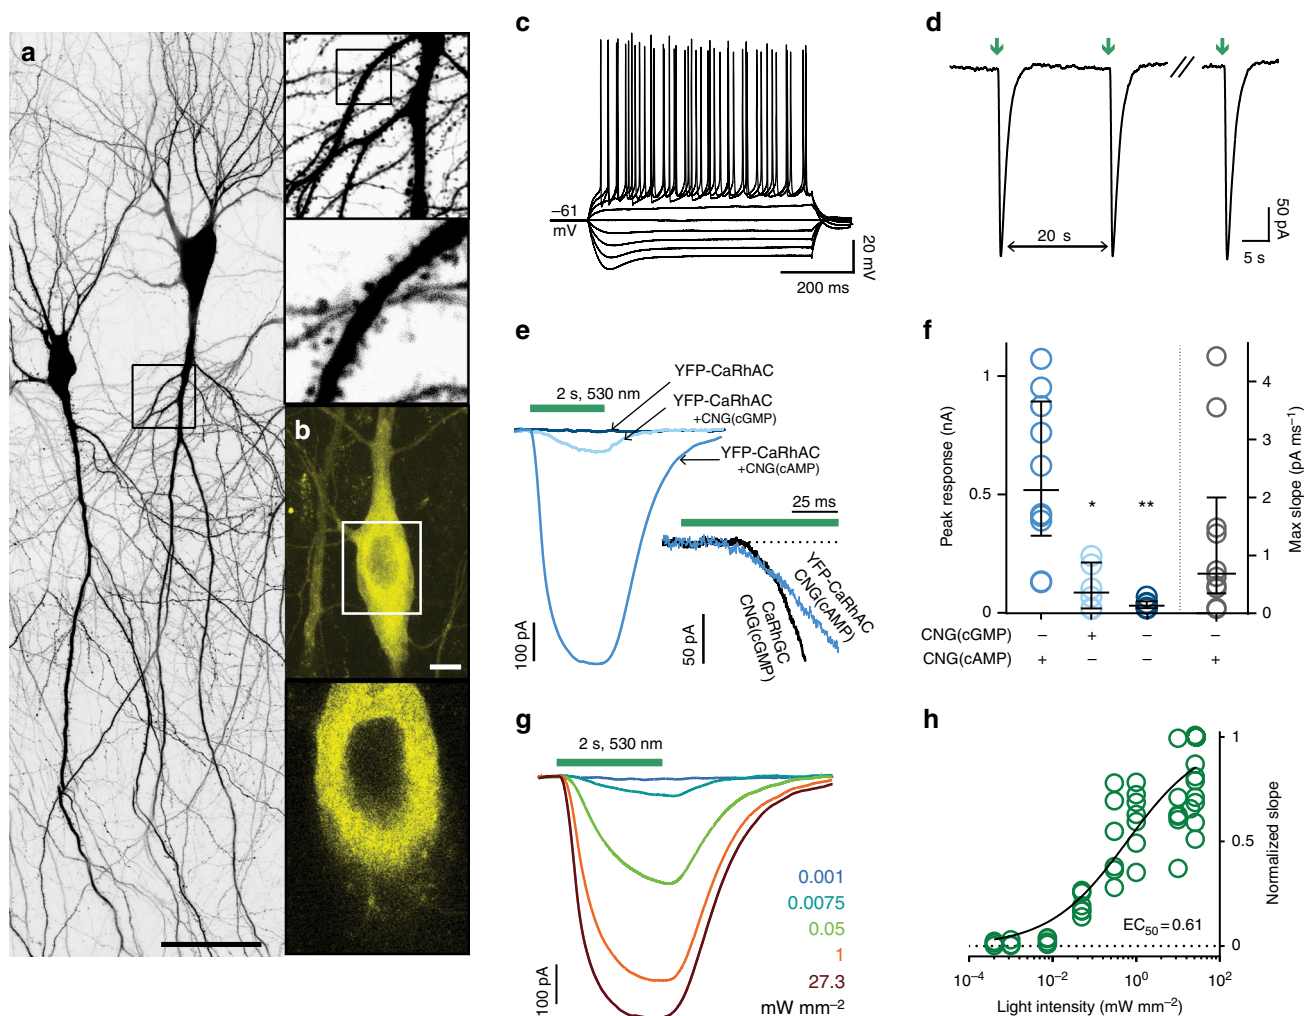 a
b
c
−61
mV
20 mV
200 ms
d
20 s
50 pA
5 s
e
2 s, 530 nm
YFP-CaRhAC
YFP-CaRhAC
+CNG(cGMP)
YFP-CaRhAC
+CNG(cAMP)
100 pA
25 ms
50 pA
YFP-CaRhAC
CNG(cAMP)
CaRhGC
CNG(cGMP)
f
Peak response (nA)
1
0.5
0
*
**
4
3
2
1
0
Max slope (pA ms⁻¹)
CNG(cGMP) − + − −
CNG(cAMP) + − − +
g
2 s, 530 nm
0.001
0.0075
0.05
1
27.3
mW mm⁻²
100 pA
h
1
0.5
0
Normalized slope
EC₅₀ = 0.61
10⁻⁴ 10⁻² 10⁰ 10²
Light intensity (mW mm⁻²)